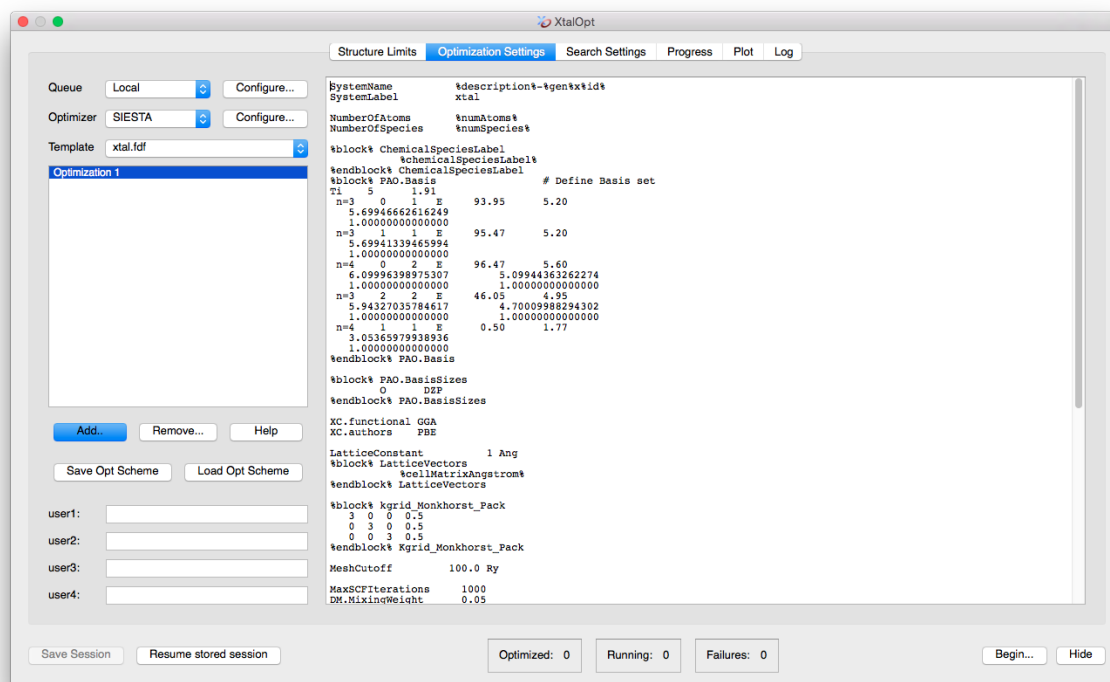 XtalOpt
Structure Limits Optimization Settings Search Settings Progress Plot Log
Queue Local Configure...
Optimizer SIESTA Configure...
Template xtal.fdf
Optimization 1
Add.. Remove... Help
Save Opt Scheme Load Opt Scheme
user1:
user2:
user3:
user4:
SystemName %description%-%gen%x%id%
SystemLabel xtal
NumberOfAtoms %numAtoms%
NumberOfSpecies %numSpecies%
%block% ChemicalSpeciesLabel
%chemicalSpeciesLabel%
%endblock% ChemicalSpeciesLabel
%block% PAO.Basis # Define Basis set
Ti 5 1.91
n=3 0 1 E 93.95 5.20
5.69946662616249
1.00000000000000
n=3 1 1 E 95.47 5.20
5.69941339465994
1.00000000000000
n=4 0 2 E 96.47 5.60
6.09996398975307 5.09944363262274
1.00000000000000 1.00000000000000
n=3 2 2 E 46.05 4.95
5.94327035784617 4.70009988294302
1.00000000000000 1.00000000000000
n=4 1 1 E 0.50 1.77
3.05365979938936
1.00000000000000
%endblock% PAO.Basis
%block% PAO.BasisSizes
O DZP
%endblock% PAO.BasisSizes
XC.functional GGA
XC.authors PBE
LatticeConstant 1 Ang
%block% LatticeVectors
%cellMatrixAngstrom%
%endblock% LatticeVectors
%block% kgrid_Monkhorst_Pack
3 0 0 0.5
0 3 0 0.5
0 0 3 0.5
%endblock% Kgrid_Monkhorst_Pack
MeshCutoff 100.0 Ry
MaxSCFIterations 1000
DM.MixingWeight 0.05
Save Session Resume stored session Optimized: 0 Running: 0 Failures: 0 Begin... Hide